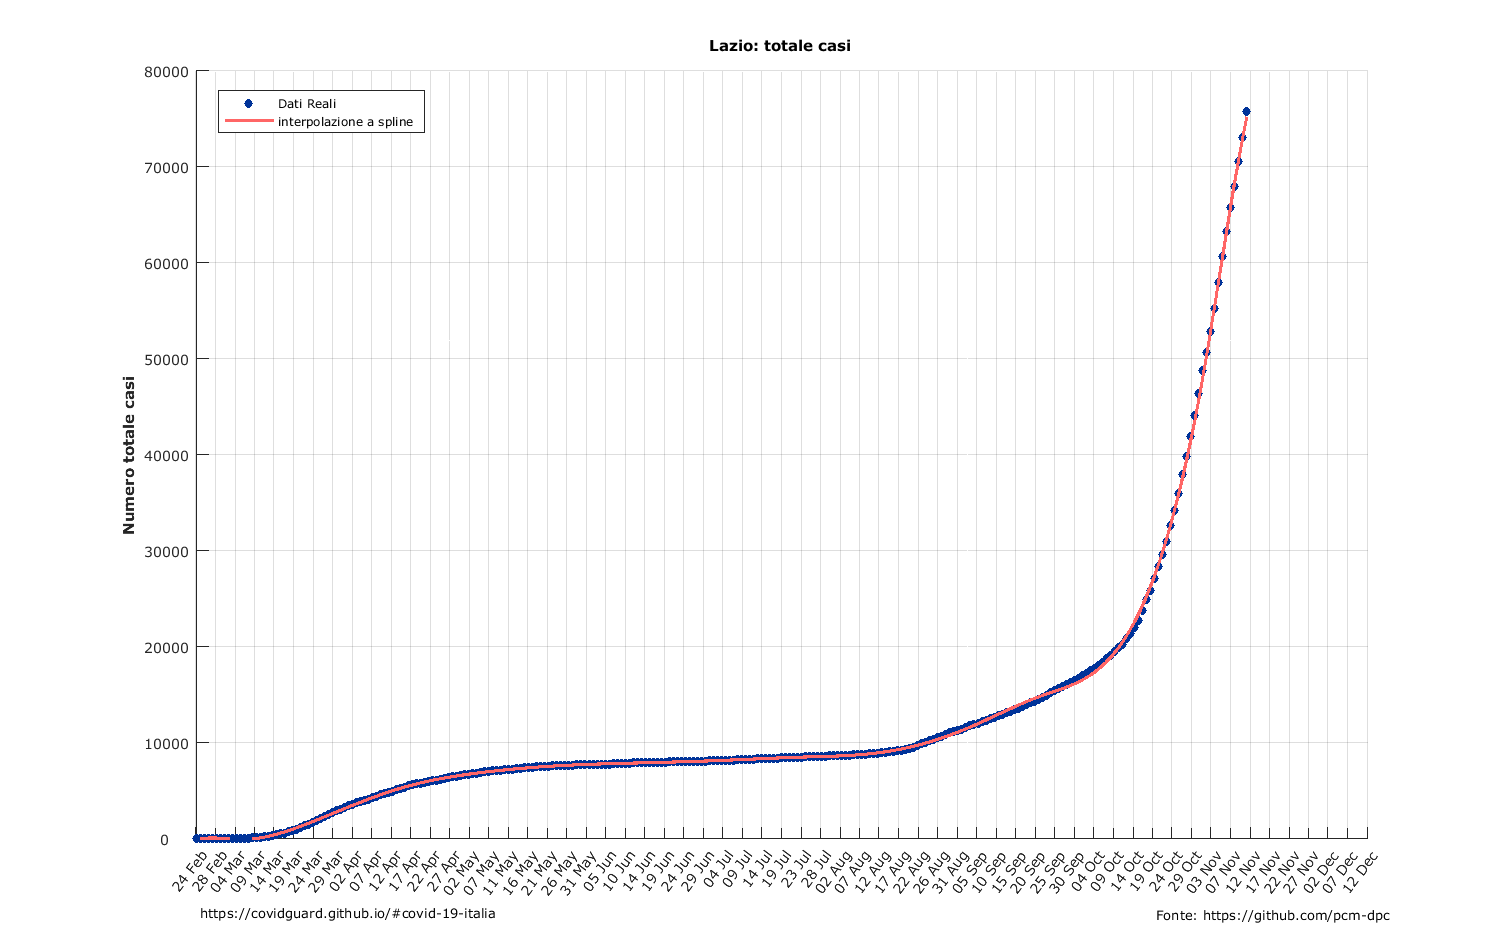 Lazio: totale casi
80000
70000
60000
50000
40000
30000
20000
10000
0
Numero totale casi
Dati Reali
interpolazione a spline
24 Feb
28 Feb
04 Mar
09 Mar
14 Mar
19 Mar
24 Mar
29 Mar
02 Apr
07 Apr
12 Apr
17 Apr
22 Apr
27 Apr
02 May
07 May
11 May
16 May
21 May
26 May
31 May
05 Jun
10 Jun
14 Jun
19 Jun
24 Jun
29 Jun
04 Jul
09 Jul
14 Jul
19 Jul
23 Jul
28 Jul
02 Aug
07 Aug
12 Aug
17 Aug
22 Aug
26 Aug
31 Aug
05 Sep
10 Sep
15 Sep
20 Sep
25 Sep
30 Sep
04 Oct
09 Oct
14 Oct
19 Oct
24 Oct
29 Oct
03 Nov
07 Nov
12 Nov
17 Nov
22 Nov
27 Nov
02 Dec
07 Dec
12 Dec
https://covidguard.github.io/#covid-19-italia
Fonte: https://github.com/pcm-dpc